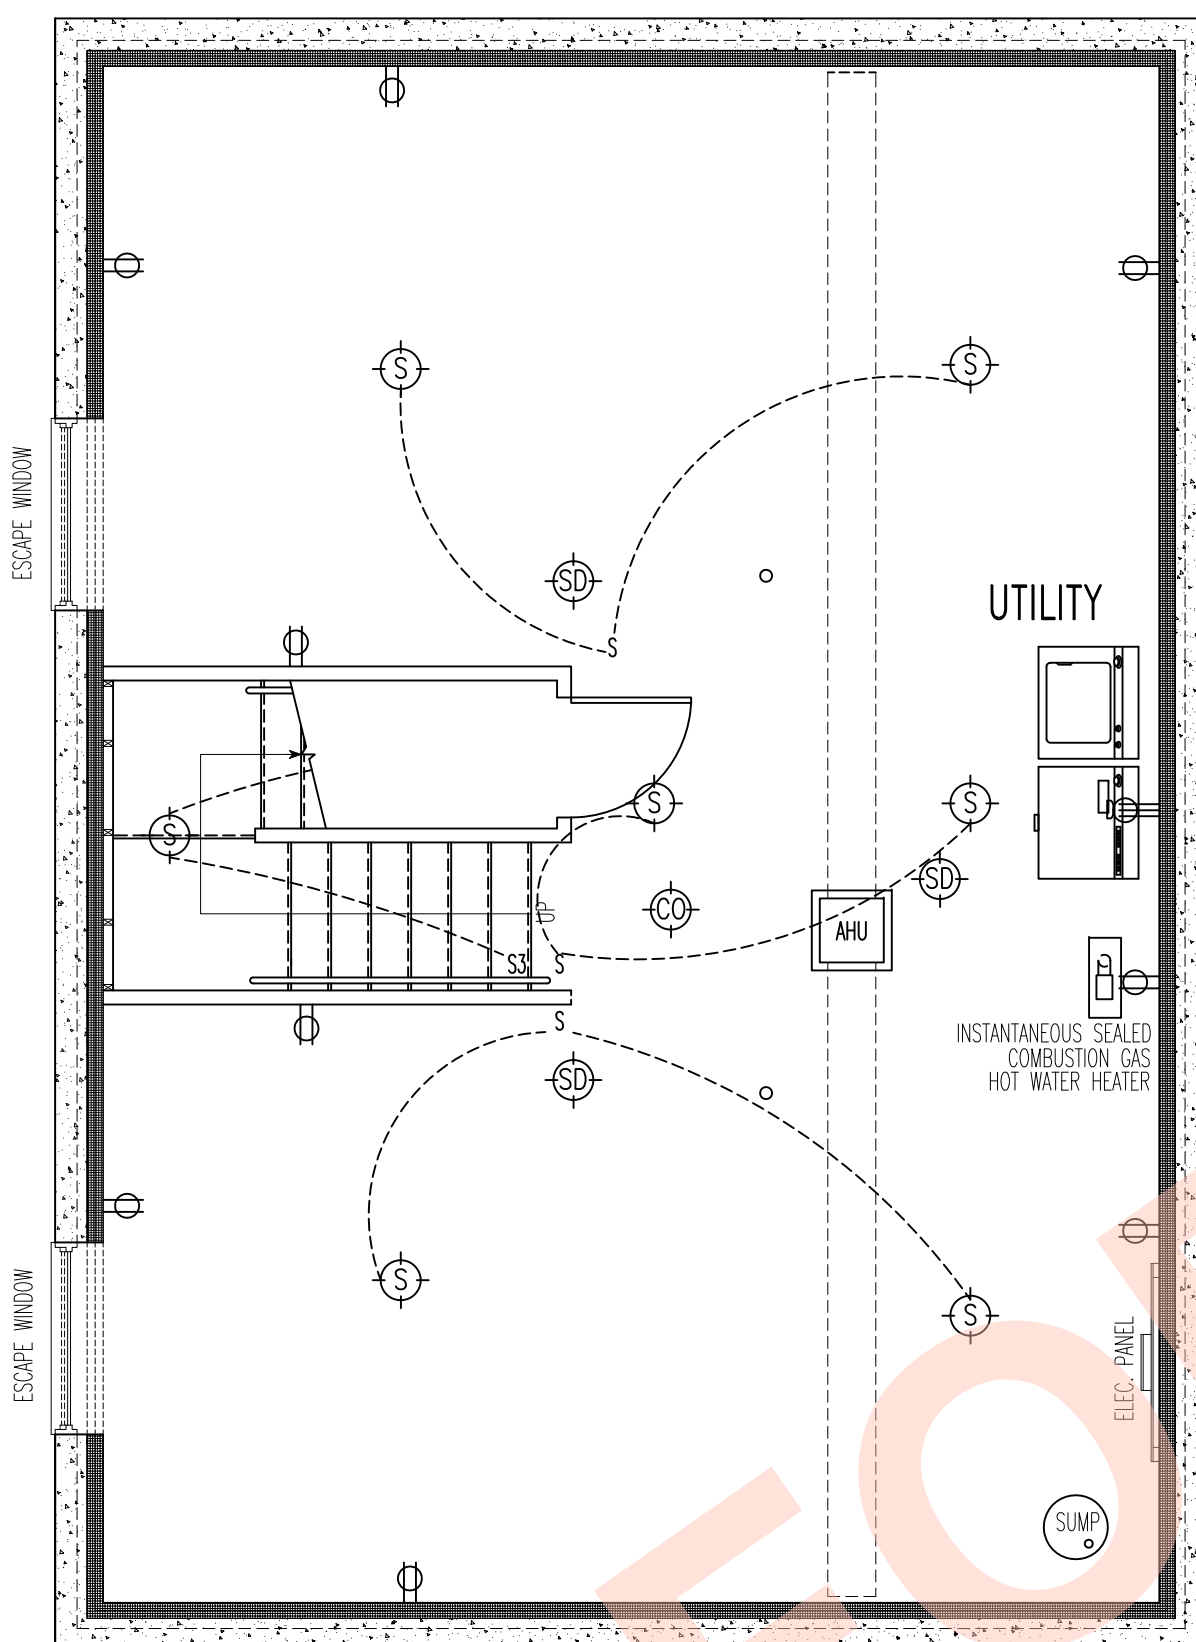 S
S
ESCAPE WINDOW
SD
UTILITY
S
S
S
S
SD
CO
UP
AHU
S3
S
S
INSTANTANEOUS SEALED
COMBUSTION GAS
HOT WATER HEATER
SD
S
S
ESCAPE WINDOW
ELEC. PANEL
SUMP